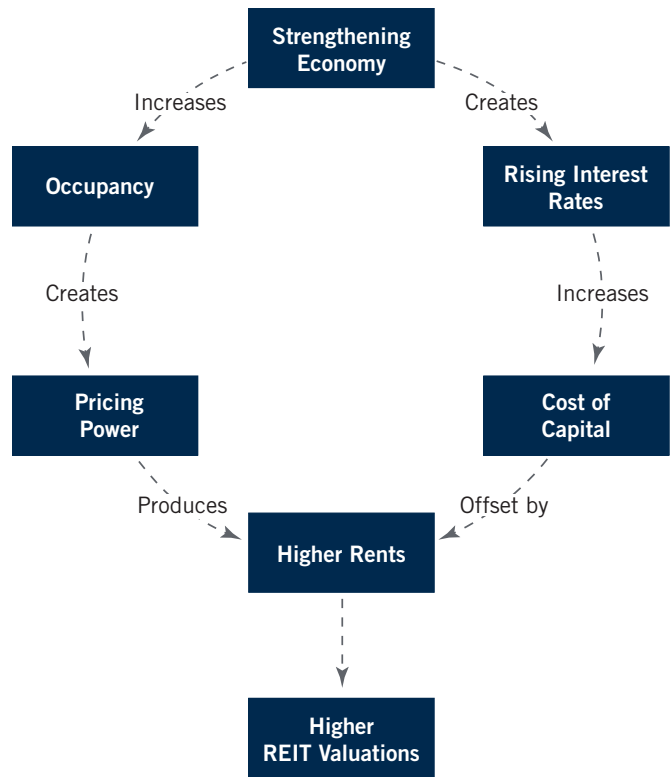 Strengthening
Economy
Increases
Creates
Occupancy
Rising Interest
Rates
Creates
Increases
Pricing
Power
Cost of
Capital
Produces
Offset by
Higher Rents
Higher
REIT Valuations